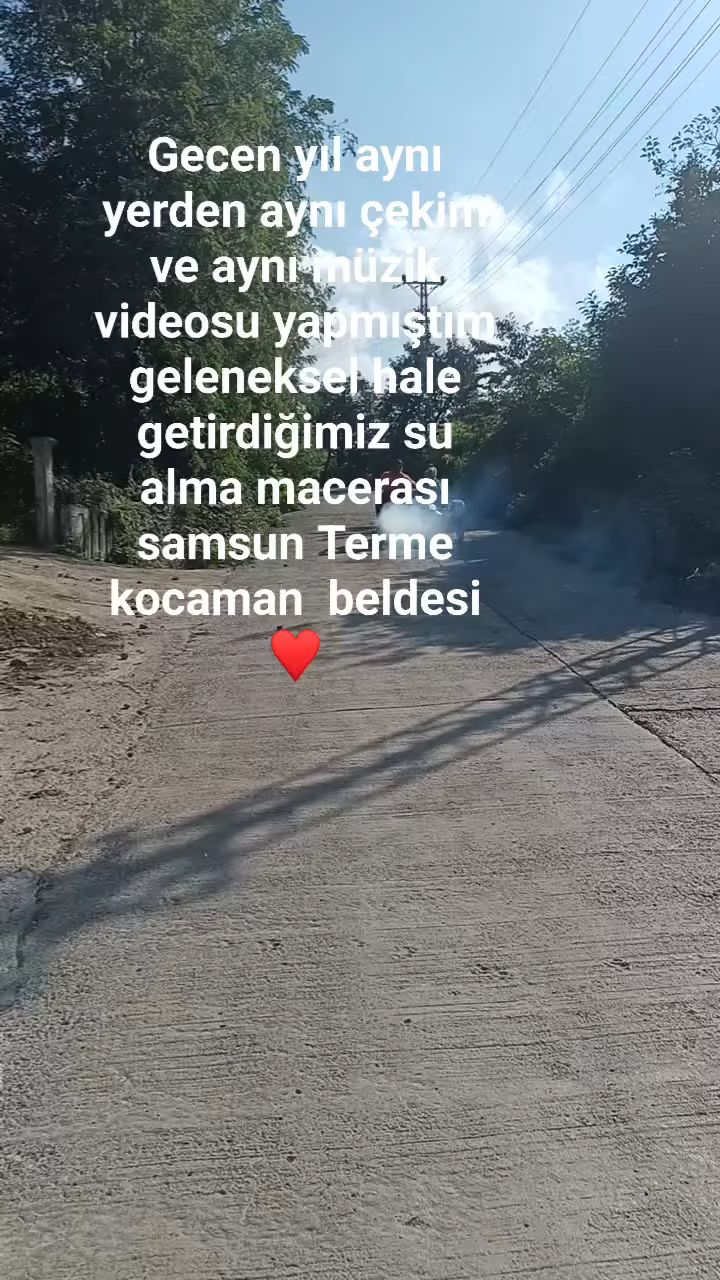 Gecen yıl aynı
yerden aynı çekim
ve aynı müzik
videosu yapmıştım
geleneksel hale
getirdiğimiz su
alma macerası
samsun Terme
kocaman beldesi
♥️